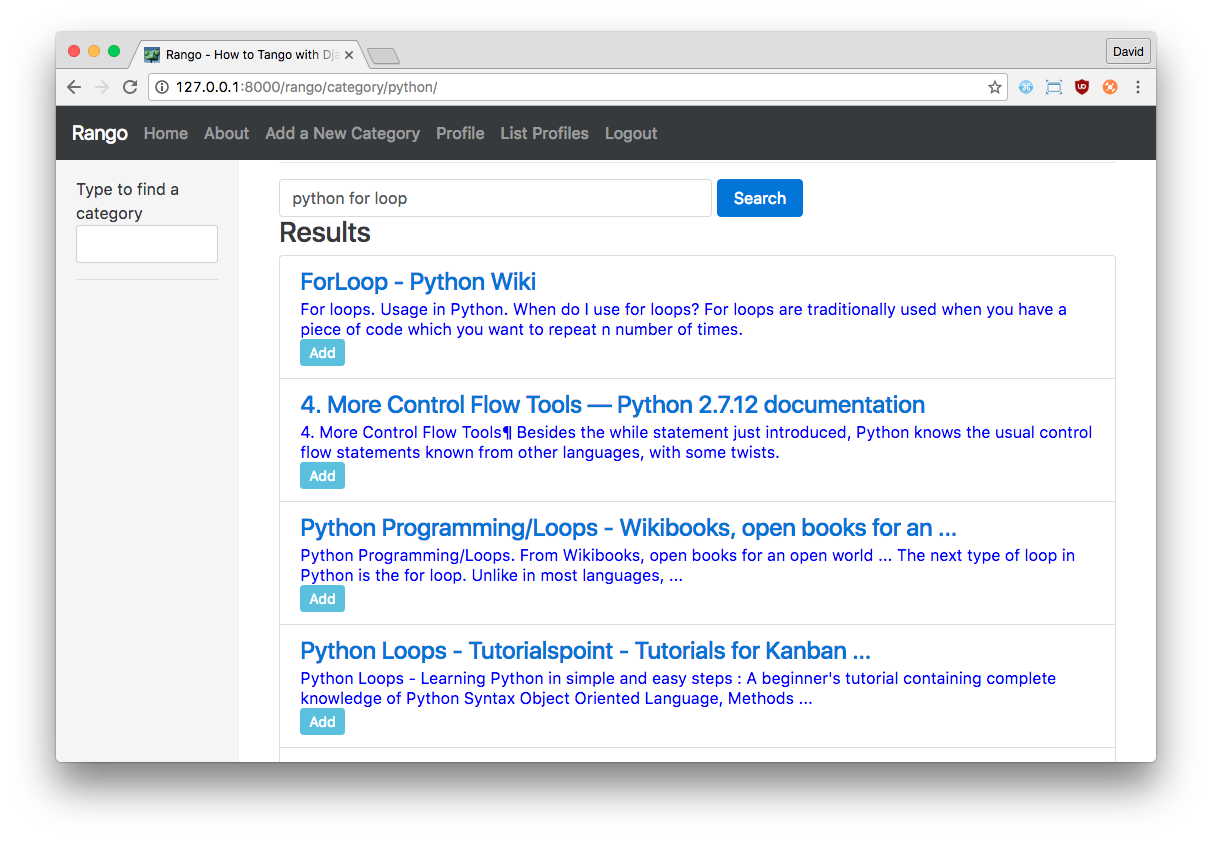 Rango - How to Tango with Dja
David
127.0.0.1:8000/rango/category/python/
Rango Home About Add a New Category Profile List Profiles Logout
Type to find a
category
python for loop Search
Results
ForLoop - Python Wiki
For loops. Usage in Python. When do I use for loops? For loops are traditionally used when you have a
piece of code which you want to repeat n number of times.
Add
4. More Control Flow Tools — Python 2.7.12 documentation
4. More Control Flow Tools¶ Besides the while statement just introduced, Python knows the usual control
flow statements known from other languages, with some twists.
Add
Python Programming/Loops - Wikibooks, open books for an ...
Python Programming/Loops. From Wikibooks, open books for an open world ... The next type of loop in
Python is the for loop. Unlike in most languages, ...
Add
Python Loops - Tutorialspoint - Tutorials for Kanban ...
Python Loops - Learning Python in simple and easy steps : A beginner's tutorial containing complete
knowledge of Python Syntax Object Oriented Language, Methods ...
Add